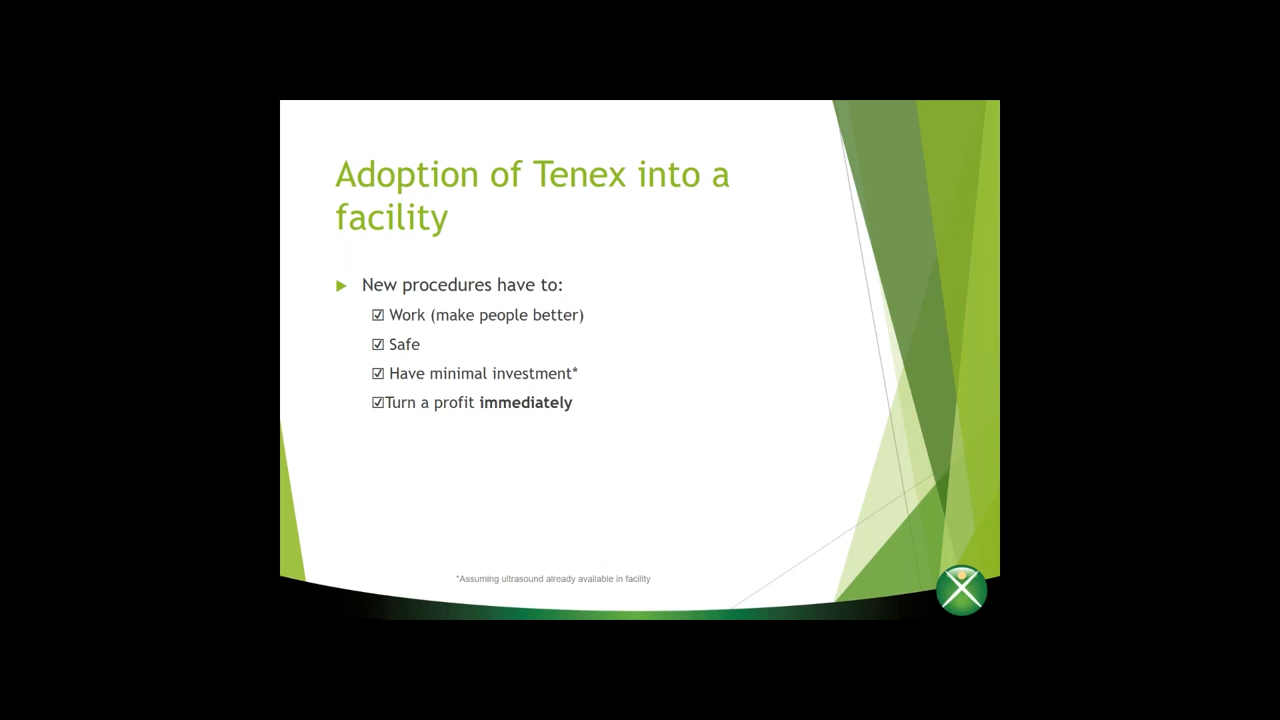 Adoption of Tenex into a
facility
New procedures have to:
☑ Work (make people better)
☑ Safe
☑ Have minimal investment*
☑Turn a profit immediately
*Assuming ultrasound already available in facility